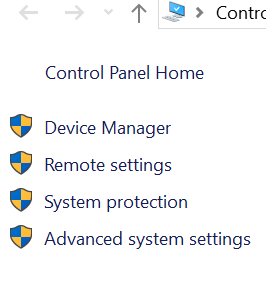 Contro
Control Panel Home
Device Manager
Remote settings
System protection
Advanced system settings